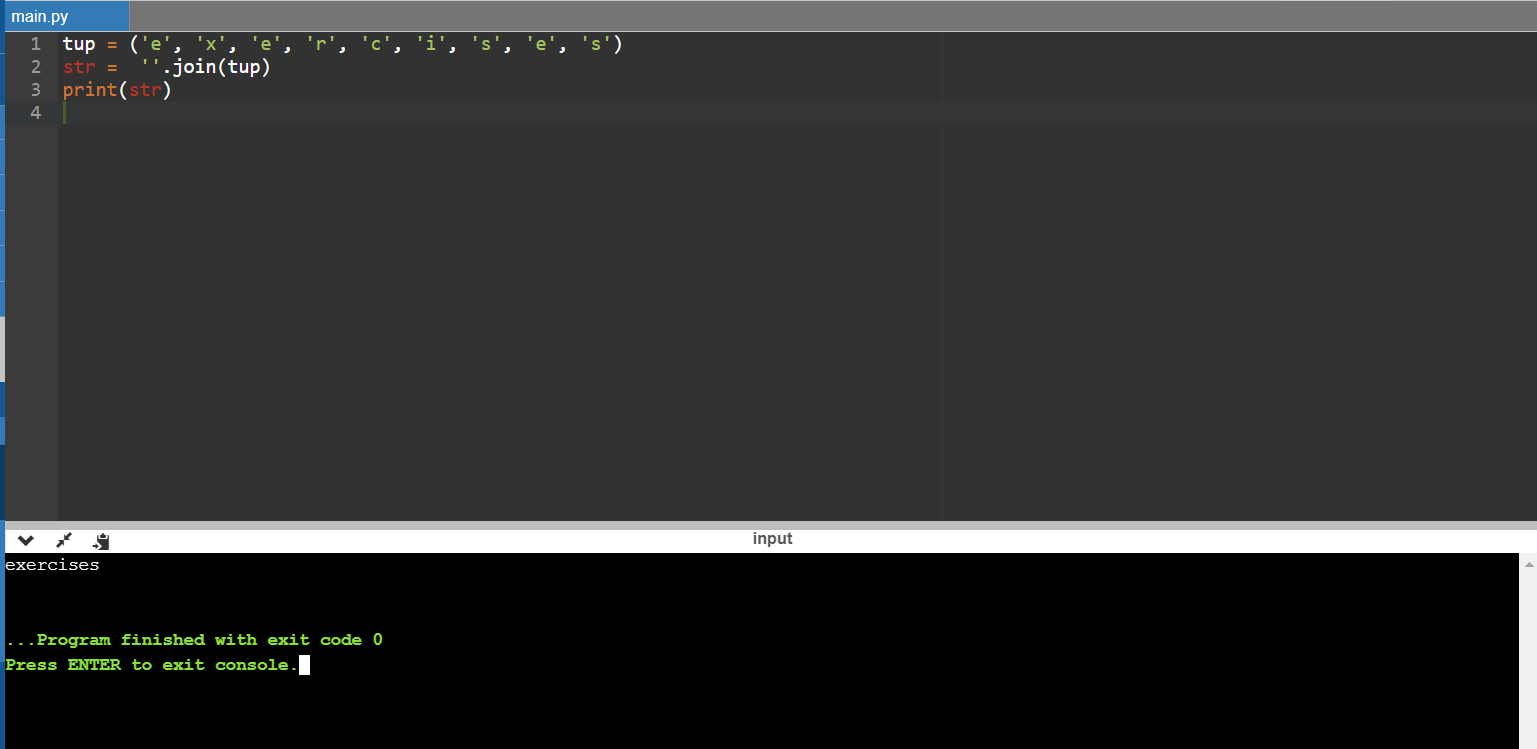 main.py
1 tup = ('e', 'x', 'e', 'r', 'c', 'i', 's', 'e', 's')
2 str =  ''.join(tup)
3 print(str)
4
input
exercises
...Program finished with exit code 0
Press ENTER to exit console.